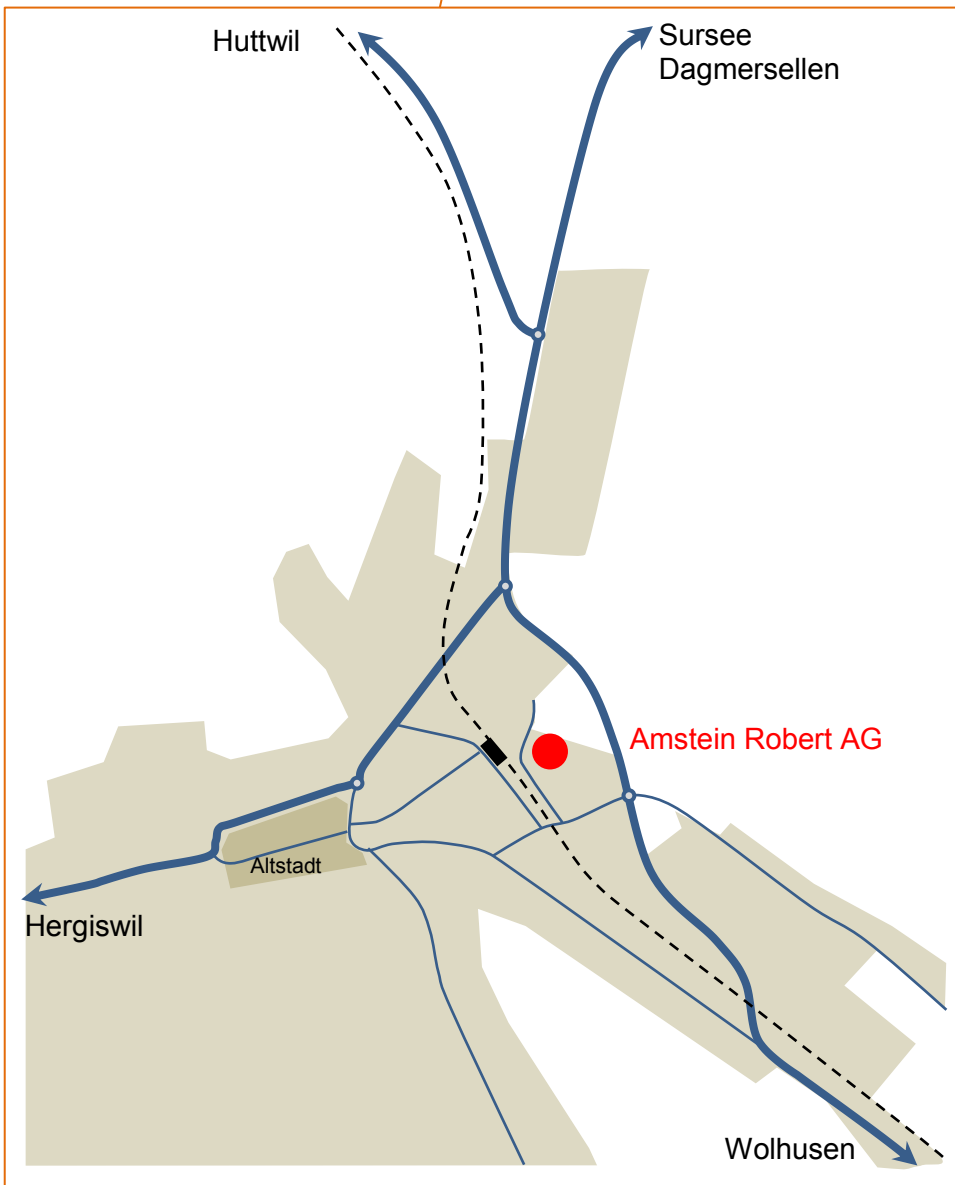 Huttwil
Sursee
Dagmersellen
Amstein Robert AG
Altstadt
Hergiswil
Wolhusen